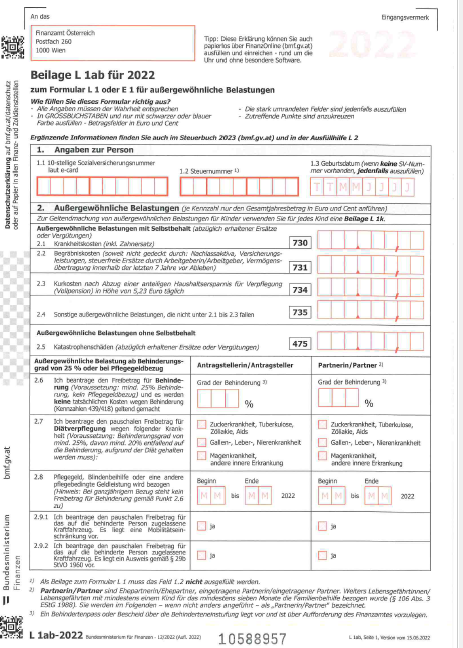 An das
Eingangsvermerk
Finanzamt Österreich
Postfach 260
1000 Wien
Tipp: Diese Erklärung können Sie auch
papierlos über FinanzOnline (bmf.gv.at)
ausfüllen und einreichen - rund um die
Uhr und ohne besondere Software.
2022
Beilage L 1ab für 2022
zum Formular L 1 oder E 1 für außergewöhnliche Belastungen
Wie füllen Sie dieses Formular richtig aus?
- Alle Angaben müssen der Wahrheit entsprechen
- In GROSSBUCHSTABEN und nur mit schwarzer oder blauer
Farbe ausfüllen - Betragsfelder in Euro und Cent
- Die stark umrandeten Felder sind jedenfalls auszufüllen
- Zutreffende Punkte sind anzukreuzen
Ergänzende Informationen finden Sie auch im Steuerbuch 2023 (bmf.gv.at) und in der Ausfüllhilfe L 2
1. Angaben zur Person
1.1 10-stellige Sozialversicherungsnummer
laut e-card
1.2 Steuernummer 1)
1.3 Geburtsdatum (wenn keine SV-Num-
mer vorhanden, jedenfalls auszufüllen)
T T M M J J J J
2. Außergewöhnliche Belastungen (je Kennzahl nur den Gesamtjahresbetrag in Euro und Cent anführen)
Zur Geltendmachung von außergewöhnlichen Belastungen für Kinder verwenden Sie für jedes Kind eine Beilage L 1k.
Außergewöhnliche Belastungen mit Selbstbehalt (abzüglich erhaltener Ersätze
oder Vergütungen)
2.1 Krankheitskosten (inkl. Zahnersatz) 730
2.2 Begräbniskosten (soweit nicht gedeckt durch: Nachlassaktiva, Versicherungs-
leistungen, steuerfreie Ersätze durch Arbeitgeberin/Arbeitgeber, Vermögens-
übertragung innerhalb der letzten 7 Jahre vor Ableben) 731
2.3 Kurkosten nach Abzug einer anteiligen Haushaltsersparnis für Verpflegung
(Vollpension) in Höhe von 5,23 Euro täglich 734
2.4 Sonstige außergewöhnliche Belastungen, die nicht unter 2.1 bis 2.3 fallen 735
Außergewöhnliche Belastungen ohne Selbstbehalt
2.5 Katastrophenschäden (abzüglich erhaltener Ersätze oder Vergütungen) 475
Außergewöhnliche Belastung ab Behinderungs-
grad von 25 % oder bei Pflegegeldbezug
Antragstellerin/Antragsteller
Partnerin/Partner 2)
2.6 Ich beantrage den Freibetrag für Behinde-
rung (Voraussetzung: mind. 25% Behinde-
rung, kein Pflegegeldbezug) und es werden
keine tatsächlichen Kosten wegen Behinderung
(Kennzahlen 439/418) geltend gemacht
Grad der Behinderung 3)
%
Grad der Behinderung 3)
%
2.7 Ich beantrage den pauschalen Freibetrag für
Diätverpflegung wegen folgender Krank-
heit (Voraussetzung: Behinderungsgrad von
mind. 25%, davon mind. 20% entfallend auf
die Behinderung, aufgrund der Diät gehalten
werden muss):
Zuckerkrankheit, Tuberkulose,
Zöliakie, Aids
Gallen-, Leber-, Nierenkrankheit
Magenkrankheit,
andere innere Erkrankung
Zuckerkrankheit, Tuberkulose,
Zöliakie, Aids
Gallen-, Leber-, Nierenkrankheit
Magenkrankheit,
andere innere Erkrankung
2.8 Pflegegeld, Blindenhilfe oder eine andere
pflegebedingte Geldleistung wird bezogen
(Hinweis: Bei ganzjährigem Bezug steht kein
Freibetrag für Behinderung gemäß Punkt 2.6
zu)
Beginn Ende
M M bis M M 2022
Beginn Ende
M M bis M M 2022
2.9.1 Ich beantrage den pauschalen Freibetrag für
das auf die behinderte Person zugelassene
Kraftfahrzeug. Es liegt eine Mobilitätsein-
schränkung vor.
ja
ja
2.9.2 Ich beantrage den pauschalen Freibetrag für
das auf die behinderte Person zugelassene
Kraftfahrzeug. Es liegt ein Ausweis gemäß § 29b
StVO 1960 vor.
ja
ja
1) Als Beilage zum Formular L 1 muss das Feld 1.2 nicht ausgefüllt werden.
2) Partnerin/Partner sind Ehepartnerin/Ehepartner, eingetragene Partnerin/eingetragener Partner. Weiters Lebensgefährtinnen/
Lebensgefährten mit mindestens einem Kind für das mindestens sieben Monate die Familienbeihilfe bezogen wurde (§ 106 Abs. 3
EStG 1988). Sie werden im Folgenden – wenn nicht anders angeführt – als „Partnerin/Partner" bezeichnet.
3) Ein Behindertenpass oder Bescheid über die Behinderteneinstufung liegt vor und ist über Aufforderung des Finanzamtes vorzulegen.
L 1ab-2022 Bundesministerium für Finanzen - 12/2022 (Aufl. 2022)
10588957
L 1ab, Seite 1, Version vom 15.06.2022
Datenschutzerklärung auf bmf.gv.at/datenschutz
oder auf Papier in allen Finanz- und Zolldienststellen
bmf.gv.at
Bundesministerium
Finanzen